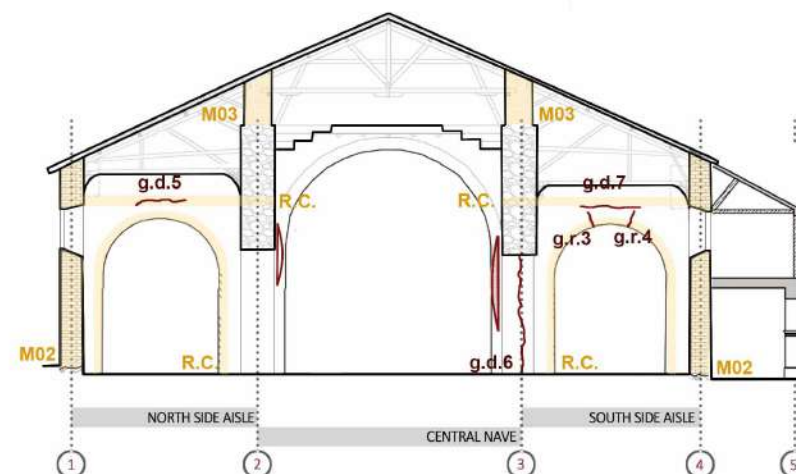 M03 M03
g.d.5 g.d.7
R.C. R.C.
g.r.3 g.r.4
M02 R.C. g.d.6 R.C. M02
NORTH SIDE AISLE SOUTH SIDE AISLE
CENTRAL NAVE
1 2 3 4 5